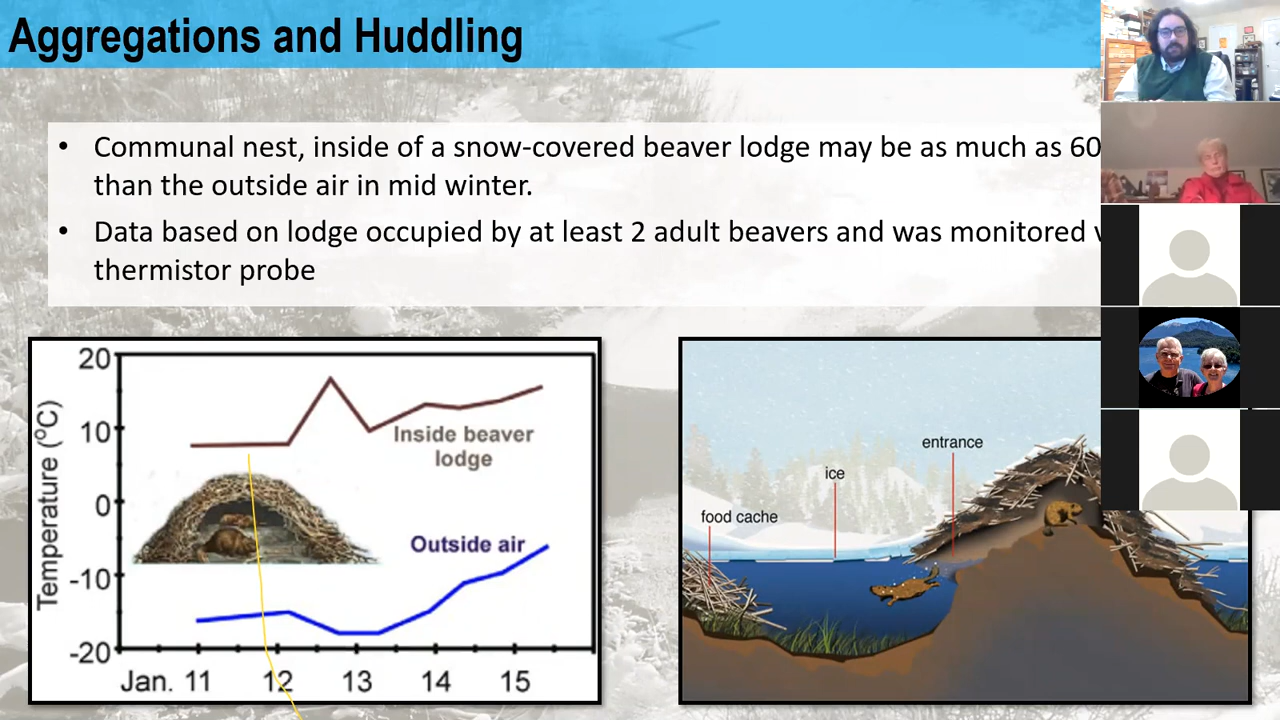 Aggregations and Huddling
• Communal nest, inside of a snow-covered beaver lodge may be as much as 60
than the outside air in mid winter.
• Data based on lodge occupied by at least 2 adult beavers and was monitored
thermistor probe
20
10
0
-10
-20
Temperature (°C)
Inside beaver
lodge
Outside air
Jan. 11 12 13 14 15
entrance
ice
food cache